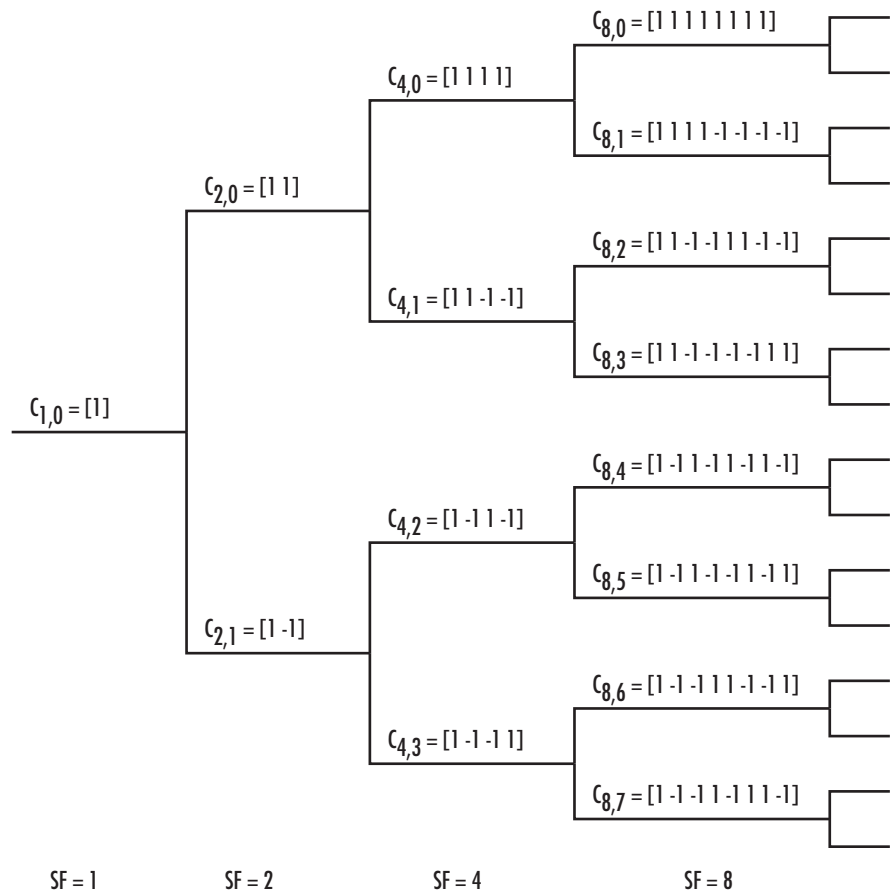 C8,0 = [1 1 1 1 1 1 1 1]
C4,0 = [1 1 1 1]
C8,1 = [1 1 1 1 -1 -1 -1 -1]
C2,0 = [1 1]
C8,2 = [1 1 -1 -1 1 1 -1 -1]
C4,1 = [1 1 -1 -1]
C8,3 = [1 1 -1 -1 -1 -1 1 1]
C1,0 = [1]
C8,4 = [1 -1 1 -1 1 -1 1 -1]
C4,2 = [1 -1 1 -1]
C8,5 = [1 -1 1 -1 -1 1 -1 1]
C2,1 = [1 -1]
C8,6 = [1 -1 -1 1 1 -1 -1 1]
C4,3 = [1 -1 -1 1]
C8,7 = [1 -1 -1 1 -1 1 1 -1]
SF = 1 SF = 2 SF = 4 SF = 8